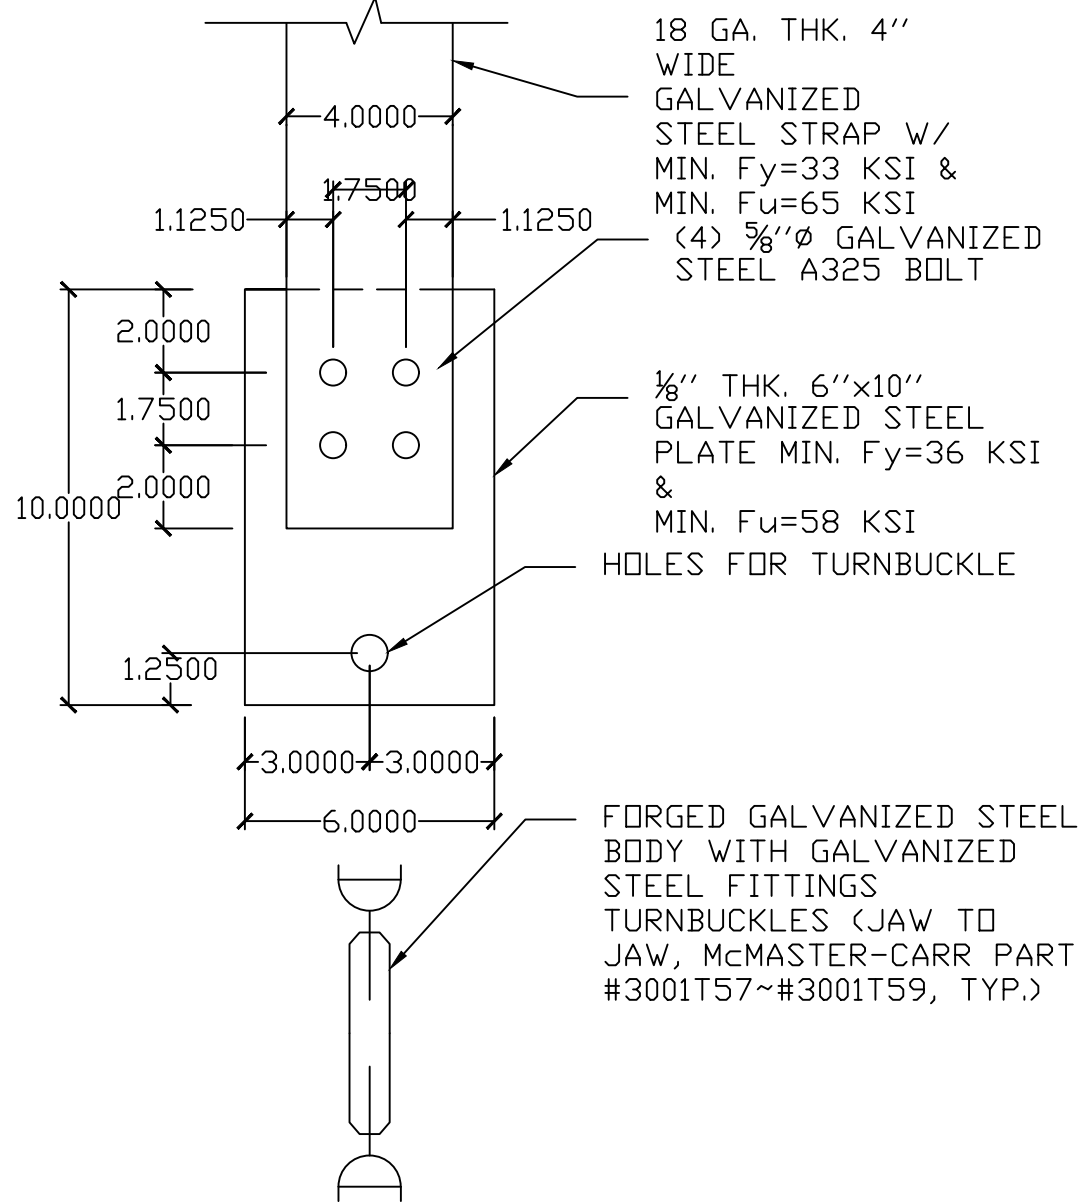 18 GA. THK. 4''
WIDE
GALVANIZED
STEEL STRAP W/
MIN. Fy=33 KSI &
MIN. Fu=65 KSI
4.0000
1.7500
1.1250
1.1250
(4) ⅝''Ø GALVANIZED
STEEL A325 BOLT
2.0000
1.7500
2.0000
10.0000
⅛'' THK. 6''x10''
GALVANIZED STEEL
PLATE MIN. Fy=36 KSI
&
MIN. Fu=58 KSI
HOLES FOR TURNBUCKLE
1.2500
3.0000
3.0000
6.0000
FORGED GALVANIZED STEEL
BODY WITH GALVANIZED
STEEL FITTINGS
TURNBUCKLES (JAW TO
JAW, McMASTER-CARR PART
#3001T57~#3001T59, TYP.)